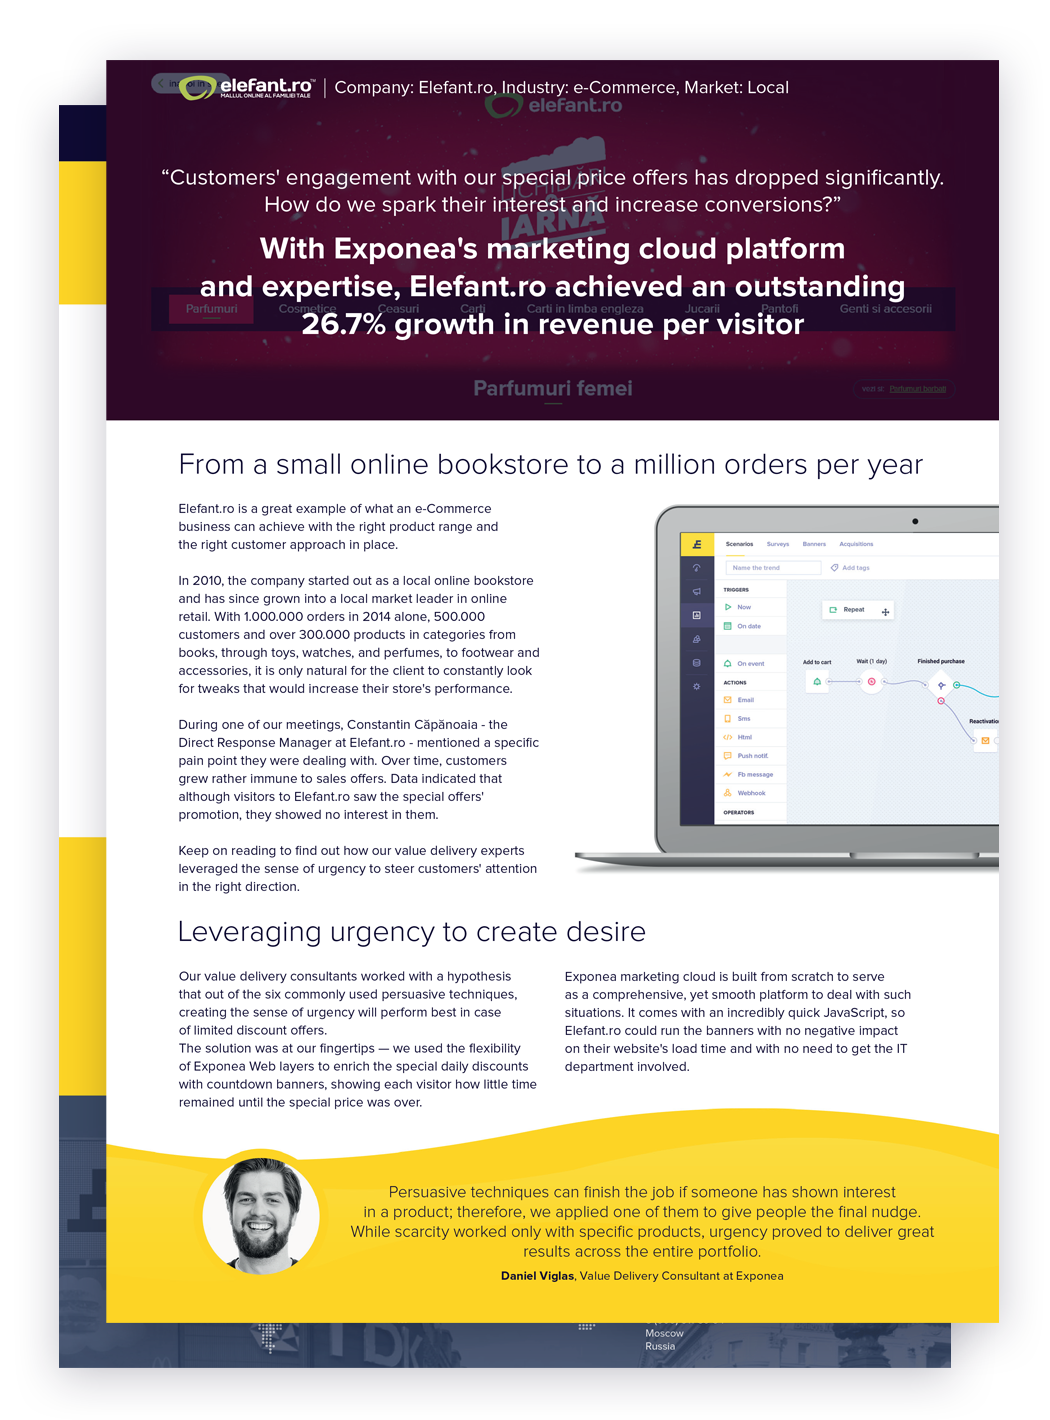 elefant.ro™
MALLUL ONLINE AL FAMILIEI TALE
Company: Elefant.ro, Industry: e-Commerce, Market: Local
elefant.ro
LICHIDĂRI
IARNĂ
“Customers' engagement with our special price offers has dropped significantly.
How do we spark their interest and increase conversions?”
With Exponea's marketing cloud platform
and expertise, Elefant.ro achieved an outstanding
26.7% growth in revenue per visitor
Parfumuri Cosmetice Ceasuri Carti Carti in limba engleza Jucarii Pantofi Genti si accesorii
Parfumuri femei
vezi si: Parfumuri barbati
From a small online bookstore to a million orders per year
Elefant.ro is a great example of what an e-Commerce
business can achieve with the right product range and
the right customer approach in place.
In 2010, the company started out as a local online bookstore
and has since grown into a local market leader in online
retail. With 1.000.000 orders in 2014 alone, 500.000
customers and over 300.000 products in categories from
books, through toys, watches, and perfumes, to footwear and
accessories, it is only natural for the client to constantly look
for tweaks that would increase their store's performance.
During one of our meetings, Constantin Căpănoaia - the
Direct Response Manager at Elefant.ro - mentioned a specific
pain point they were dealing with. Over time, customers
grew rather immune to sales offers. Data indicated that
although visitors to Elefant.ro saw the special offers'
promotion, they showed no interest in them.
Keep on reading to find out how our value delivery experts
leveraged the sense of urgency to steer customers' attention
in the right direction.
Scenarios Surveys Banners Acquisitions
Name the trend Add tags
TRIGGERS
Now
On date
On event
ACTIONS
Email
Sms
Html
Push notif.
Fb message
Webhook
OPERATORS
Repeat
Add to cart Wait (1 day) Finished purchase
Reactivation
Leveraging urgency to create desire
Our value delivery consultants worked with a hypothesis
that out of the six commonly used persuasive techniques,
creating the sense of urgency will perform best in case
of limited discount offers.
The solution was at our fingertips — we used the flexibility
of Exponea Web layers to enrich the special daily discounts
with countdown banners, showing each visitor how little time
remained until the special price was over.
Exponea marketing cloud is built from scratch to serve
as a comprehensive, yet smooth platform to deal with such
situations. It comes with an incredibly quick JavaScript, so
Elefant.ro could run the banners with no negative impact
on their website's load time and with no need to get the IT
department involved.
Persuasive techniques can finish the job if someone has shown interest
in a product; therefore, we applied one of them to give people the final nudge.
While scarcity worked only with specific products, urgency proved to deliver great
results across the entire portfolio.
Daniel Viglas, Value Delivery Consultant at Exponea
Moscow
Russia